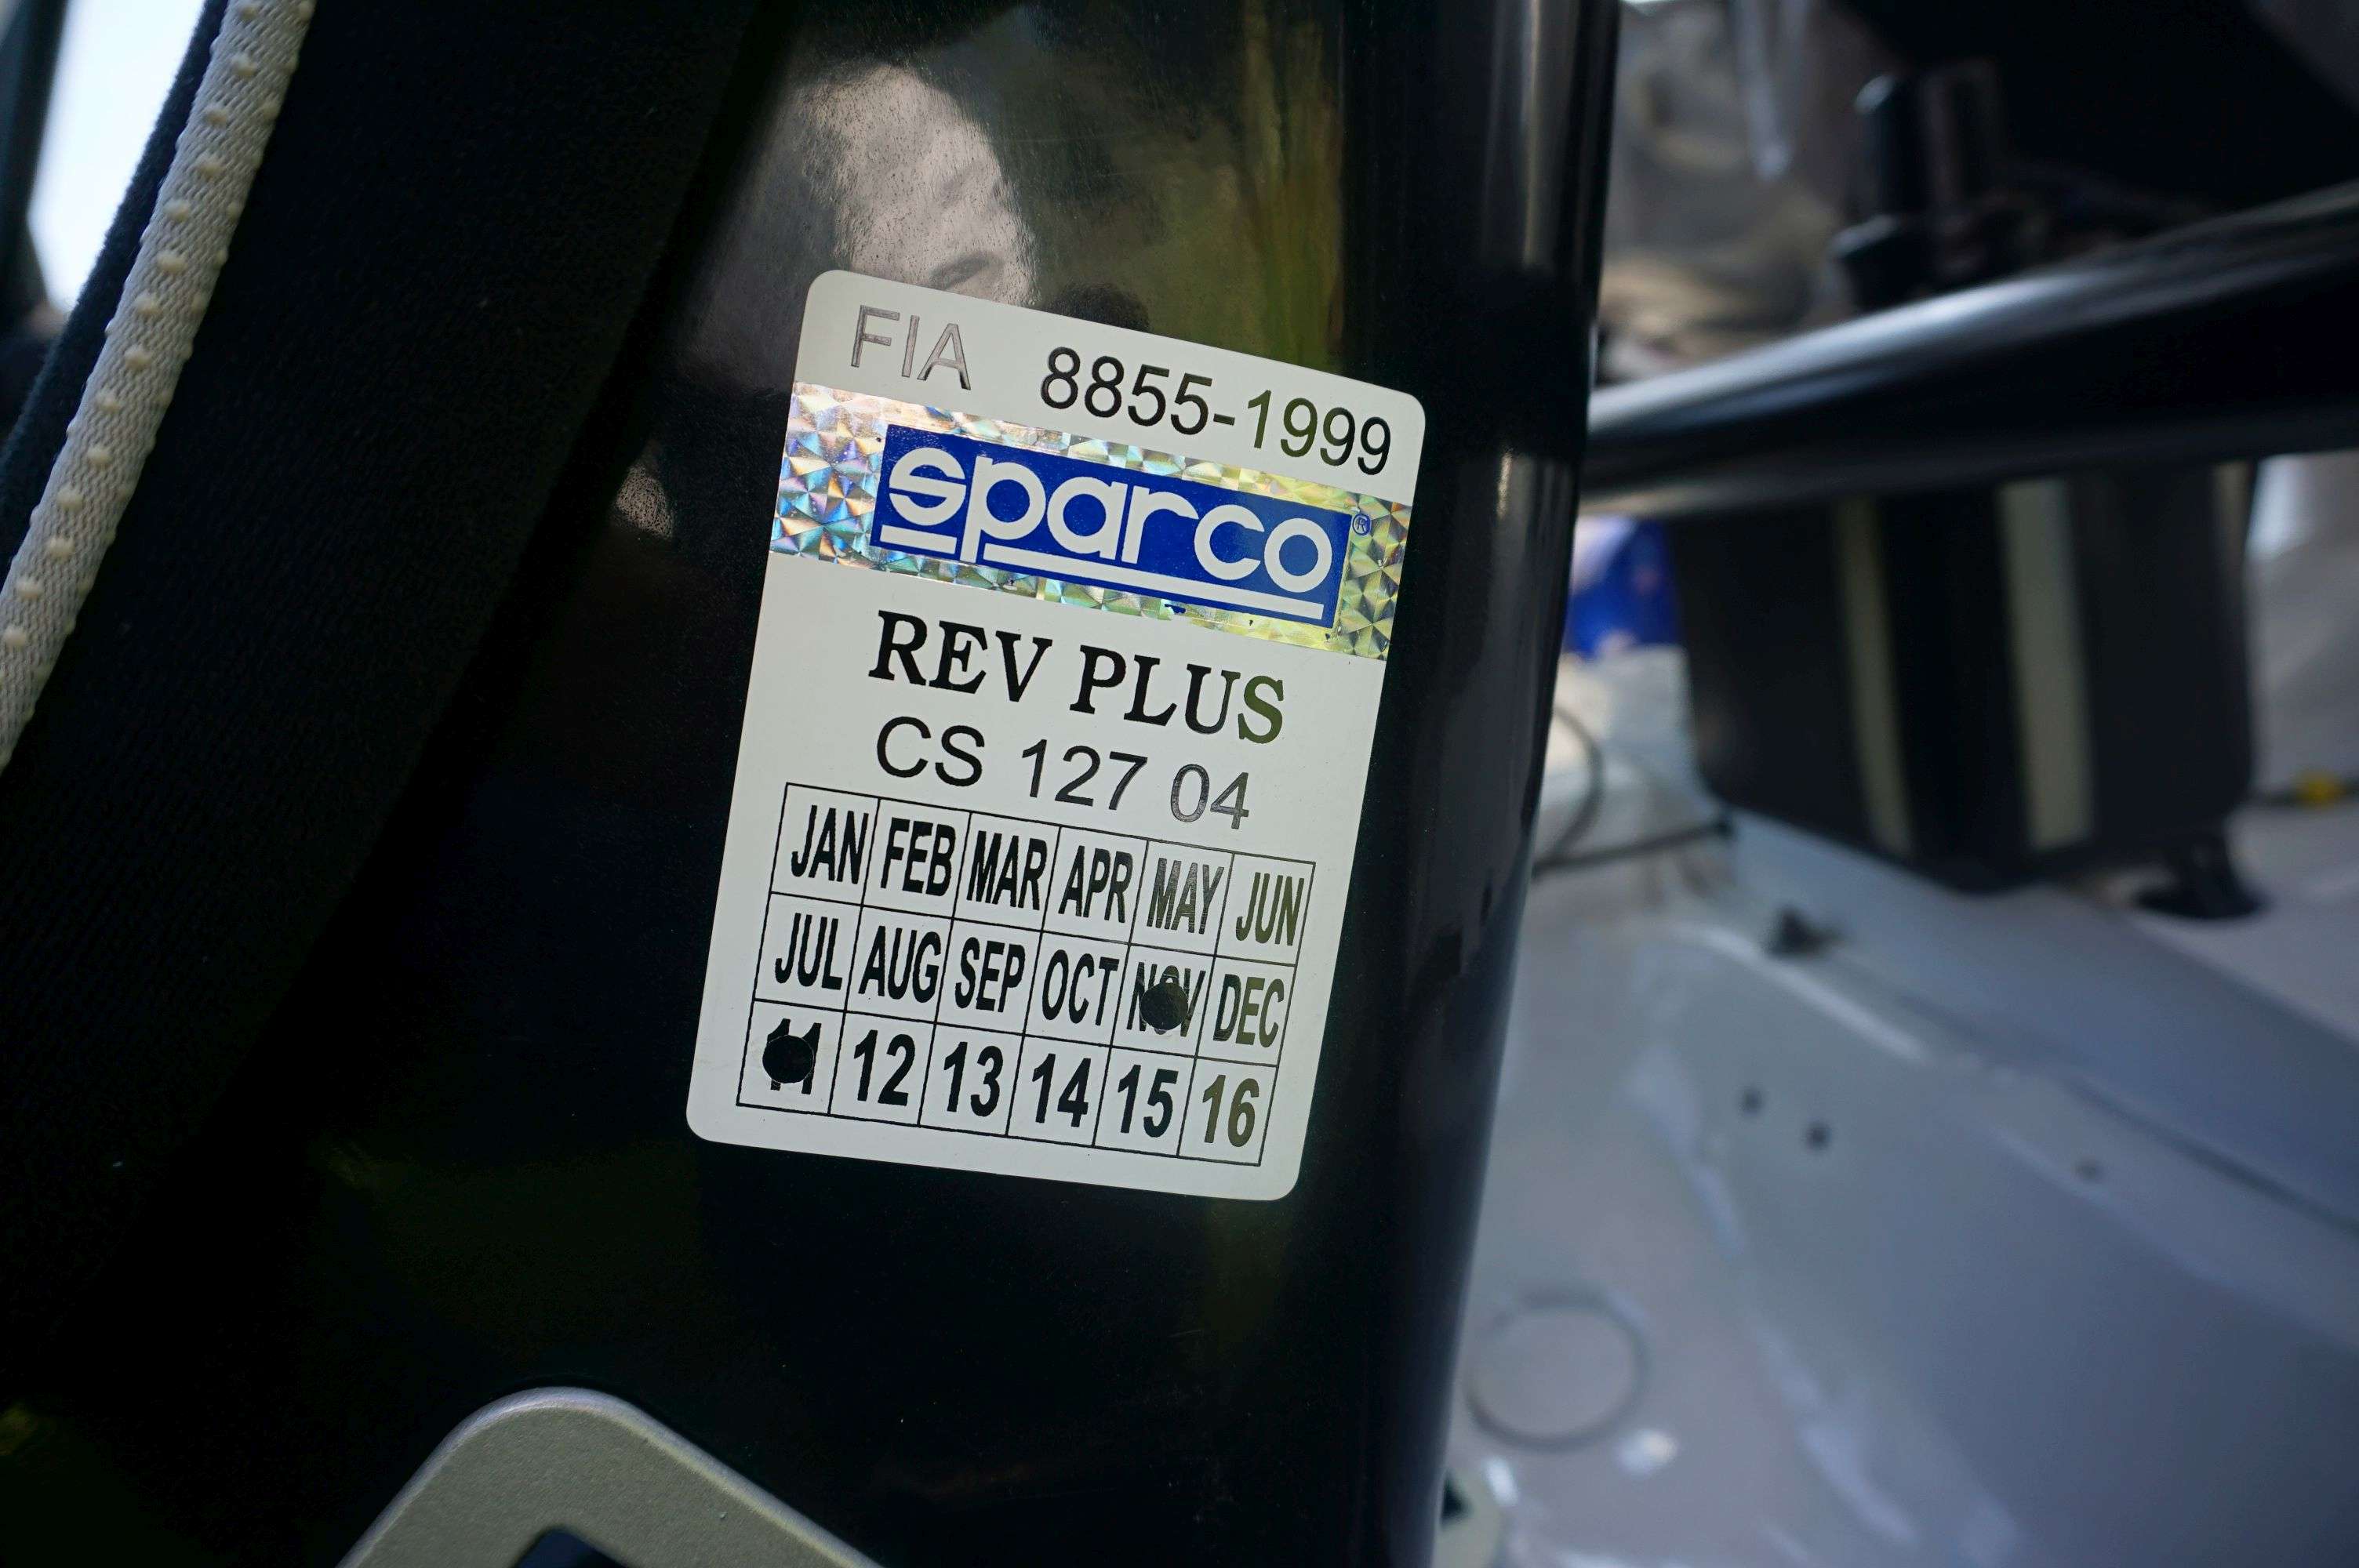 FIA 8855-1999
sparco®
REV PLUS
CS 127 04
JAN FEB MAR APR MAY JUN
JUL AUG SEP OCT NOV DEC
11 12 13 14 15 16